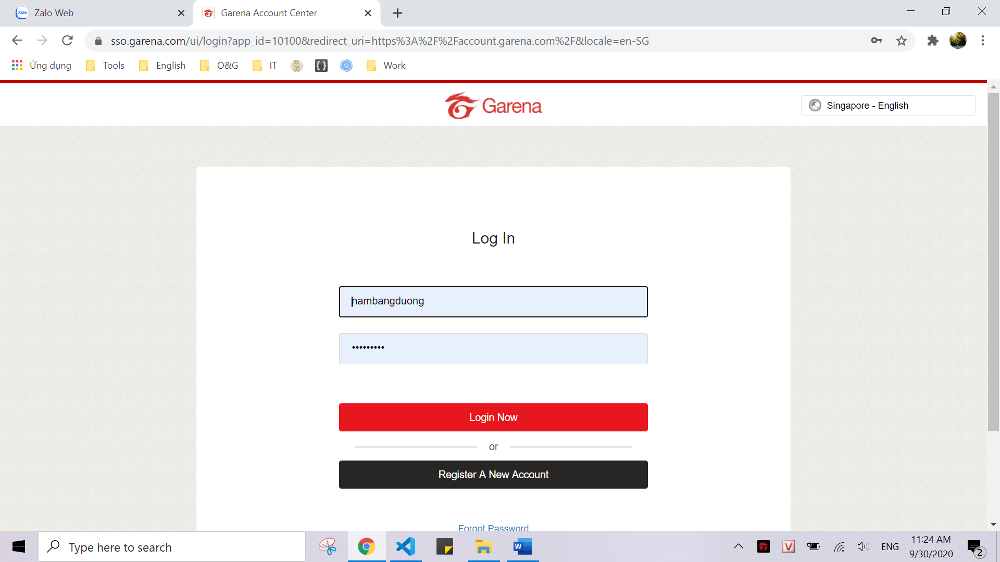 Zalo Zalo Web
Garena Account Center
sso.garena.com/ui/login?app_id=10100&redirect_uri=https%3A%2F%2Faccount.garena.com%2F&locale=en-SG
Ứng dụng Tools English O&G IT {} Work
Garena
Singapore - English
Log In
nambangduong
•••••••••
Login Now
or
Register A New Account
Forgot Password
Type here to search
W
V
ENG
11:24 AM
9/30/2020
2